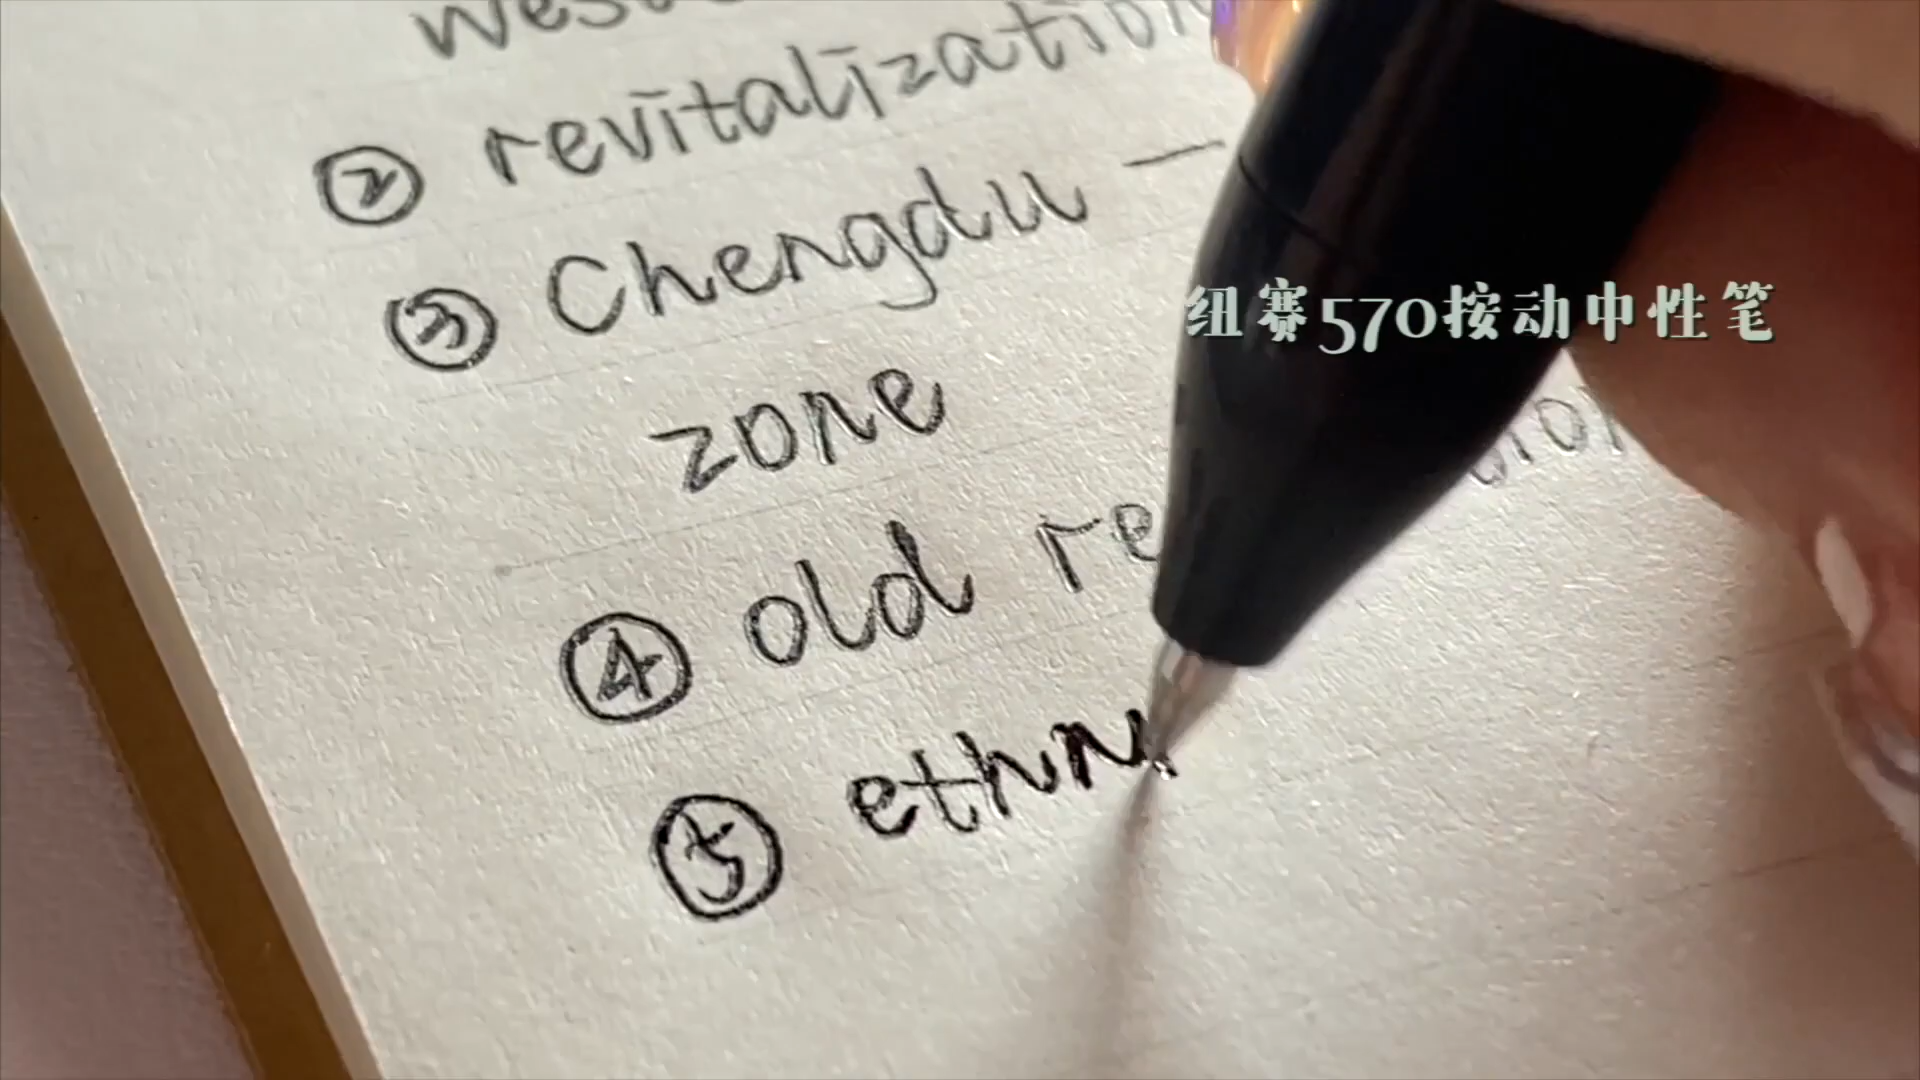 ② revitalization
③ Chengdu —
zone
纽赛570按动中性笔
④ old re
⑤ ethn